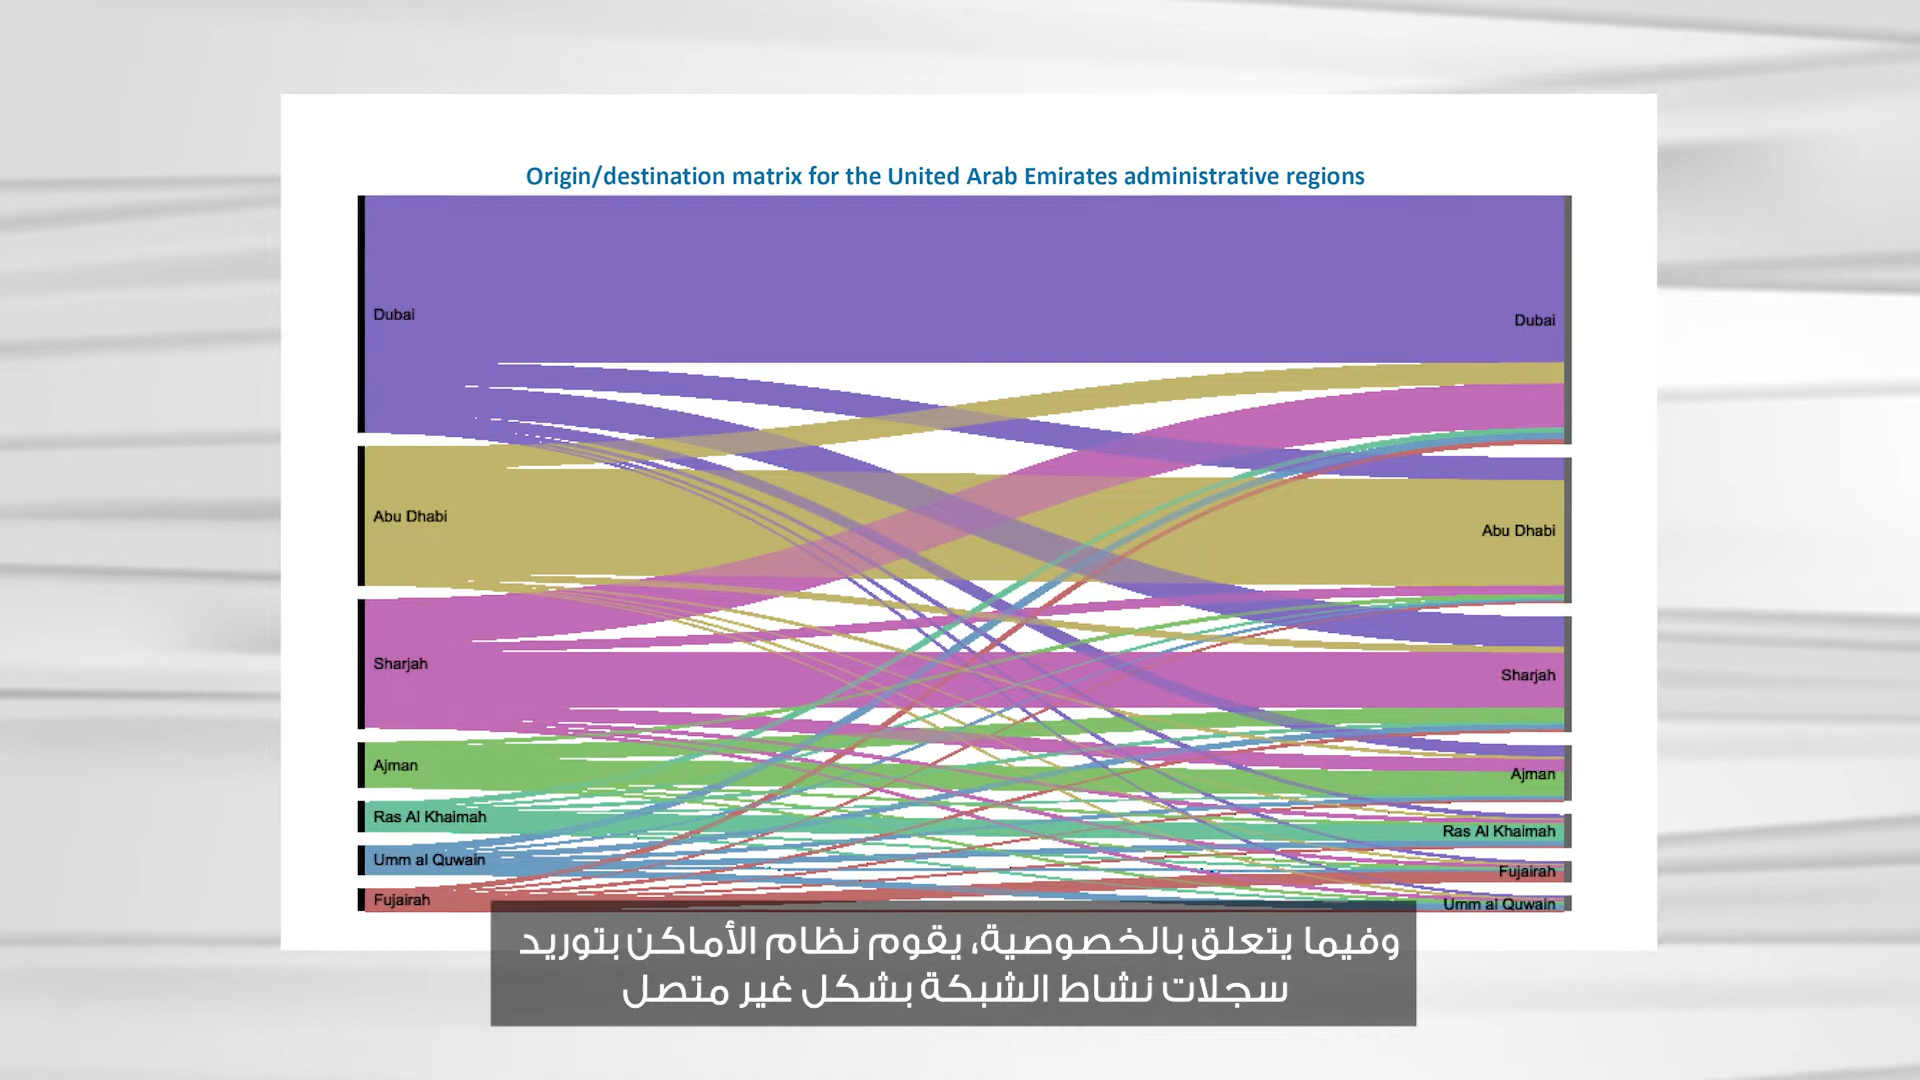 Origin/destination matrix for the United Arab Emirates administrative regions
Dubai
Abu Dhabi
Sharjah
Ajman
Ras Al Khaimah
Umm al Quwain
Fujairah
Dubai
Abu Dhabi
Sharjah
Ajman
Ras Al Khaimah
Fujairah
Umm al Quwain
وفيما يتعلق بالخصوصية، يقوم نظام الأماكن بتوريد
سجلات نشاط الشبكة بشكل غير متصل